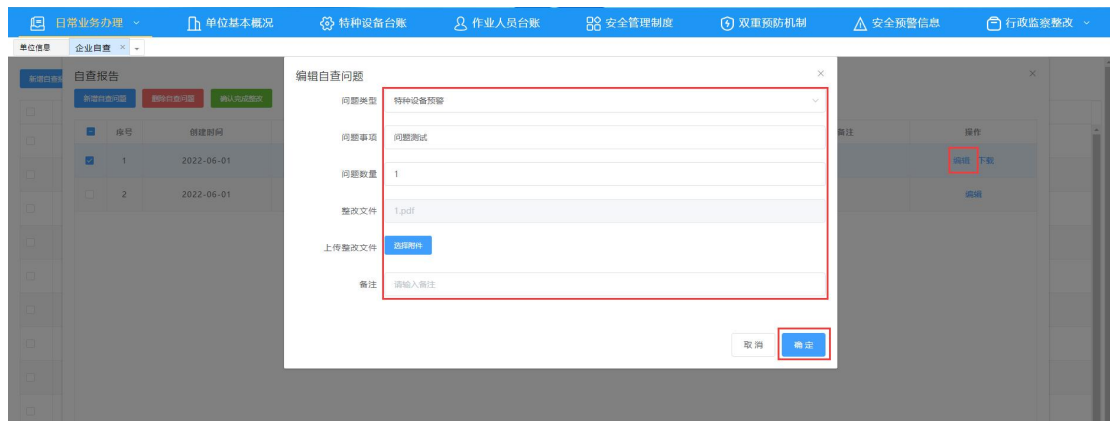 日常业务办理 单位基本概况 特种设备台账 作业人员台账 安全管理制度 双重预防机制 安全预警信息 行政监察整改
单位信息 企业自查
自查报告
新增自查问题 删除自查问题 确认完成整改
序号 创建时间 备注 操作
1 2022-06-01 编辑 下载
2 2022-06-01 编辑
编辑自查问题
问题类型 特种设备预警
问题事项 问题测试
问题数量 1
整改文件 1.pdf
上传整改文件 选择附件
备注 请输入备注
取消 确定